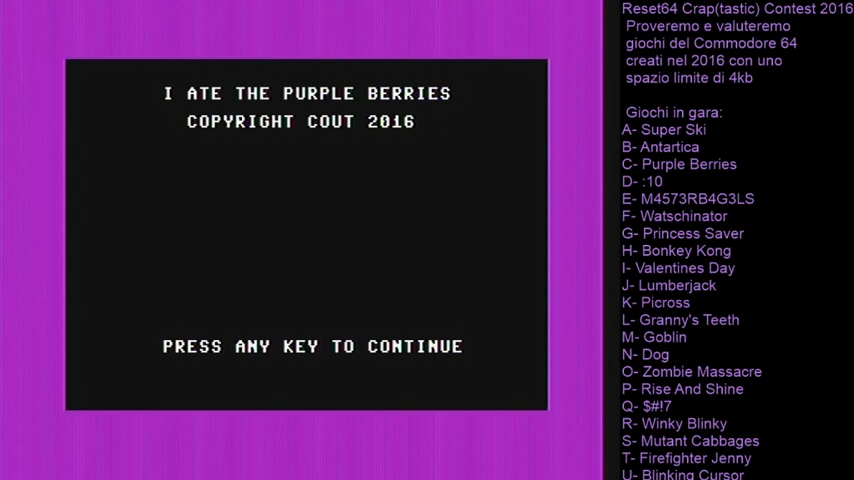 I ATE THE PURPLE BERRIES
COPYRIGHT COUT 2016
PRESS ANY KEY TO CONTINUE
Reset64 Crap(tastic) Contest 2016
Proveremo e valuteremo
giochi del Commodore 64
creati nel 2016 con uno
spazio limite di 4kb
Giochi in gara:
A- Super Ski
B- Antartica
C- Purple Berries
D- :10
E- M4573RB4G3LS
F- Watschinator
G- Princess Saver
H- Bonkey Kong
I- Valentines Day
J- Lumberjack
K- Picross
L- Granny's Teeth
M- Goblin
N- Dog
O- Zombie Massacre
P- Rise And Shine
Q- $#!7
R- Winky Blinky
S- Mutant Cabbages
T- Firefighter Jenny
U- Blinking Cursor